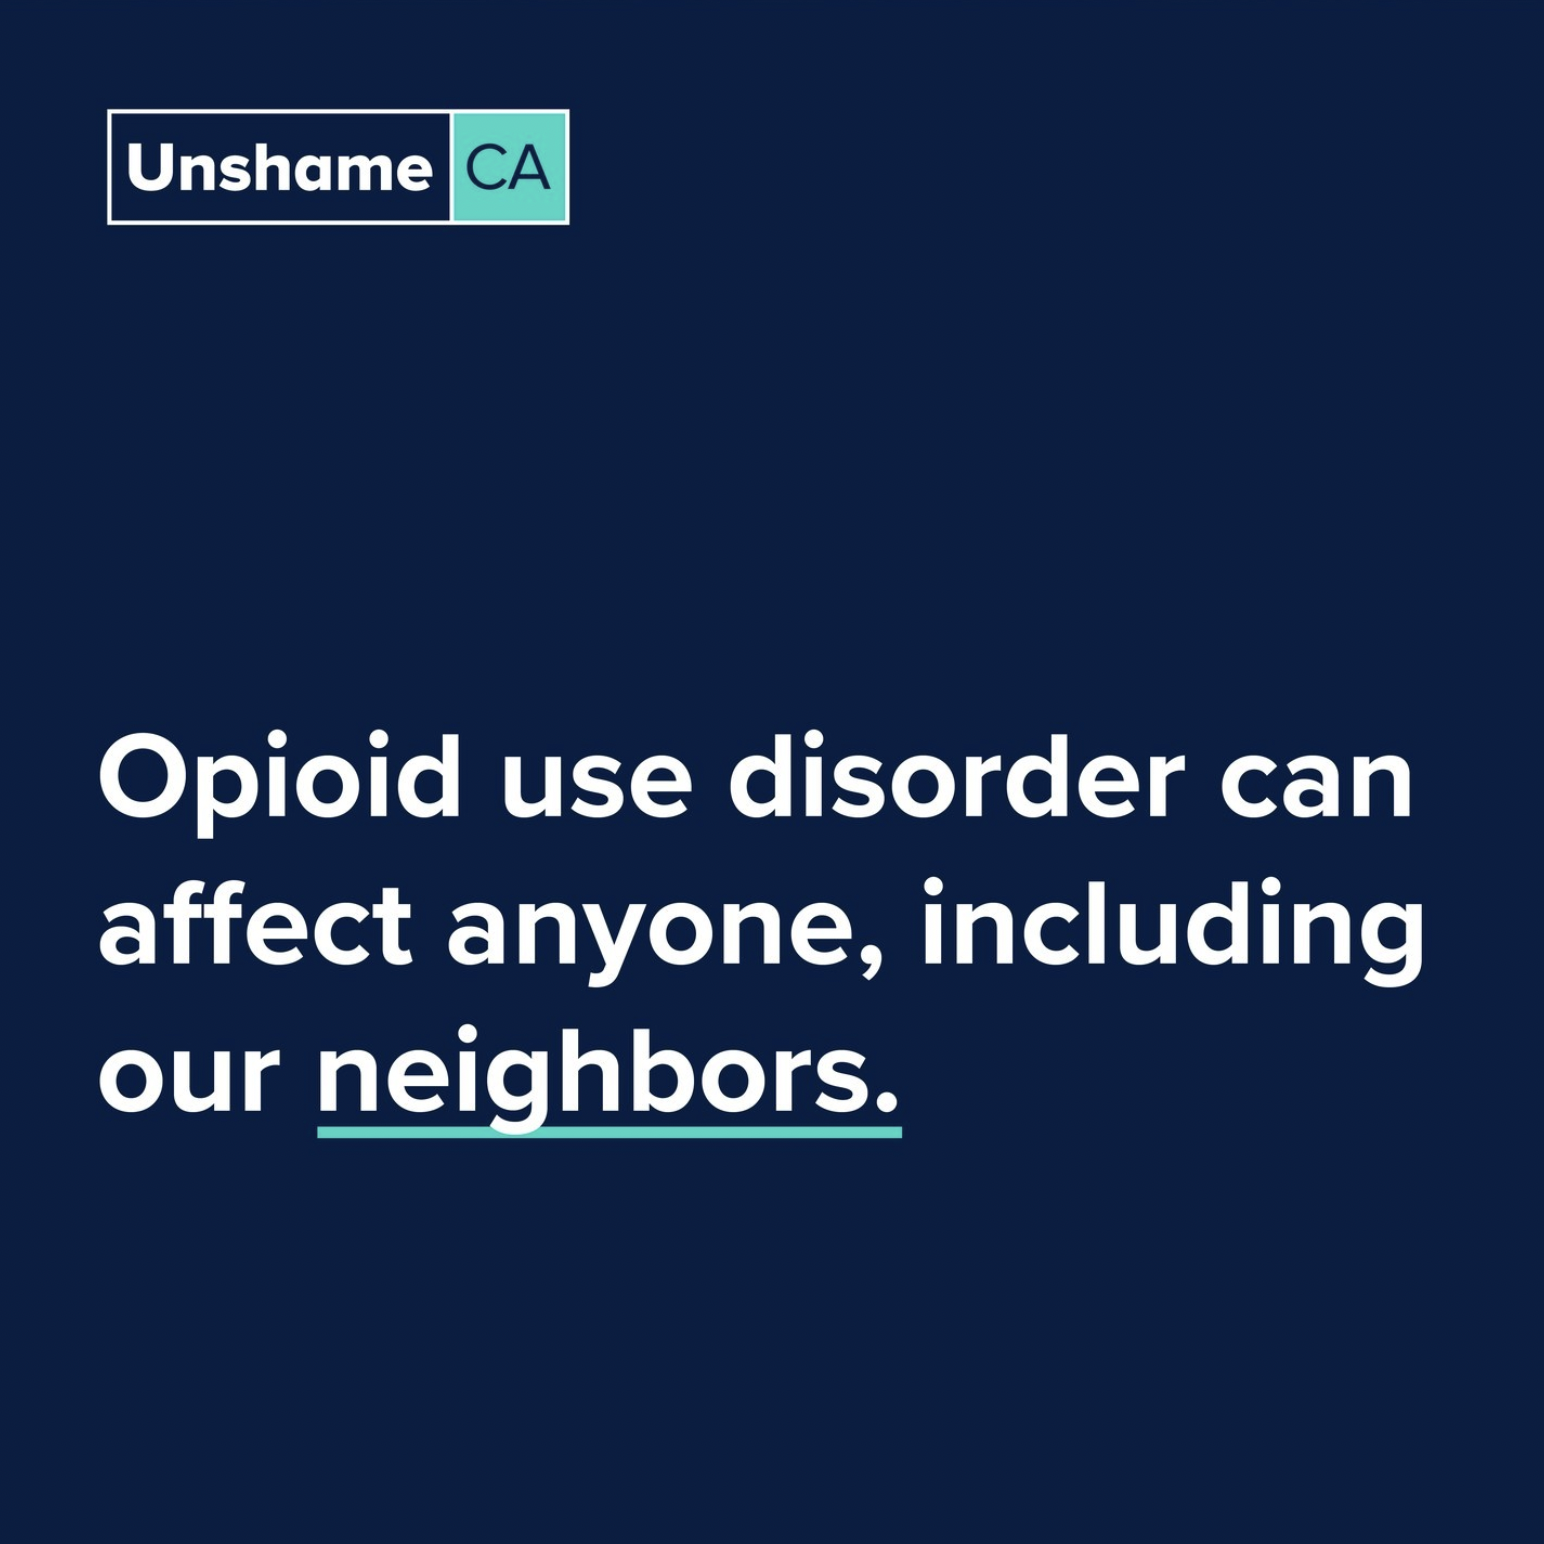 Unshame CA
Opioid use disorder can
affect anyone, including
our neighbors.